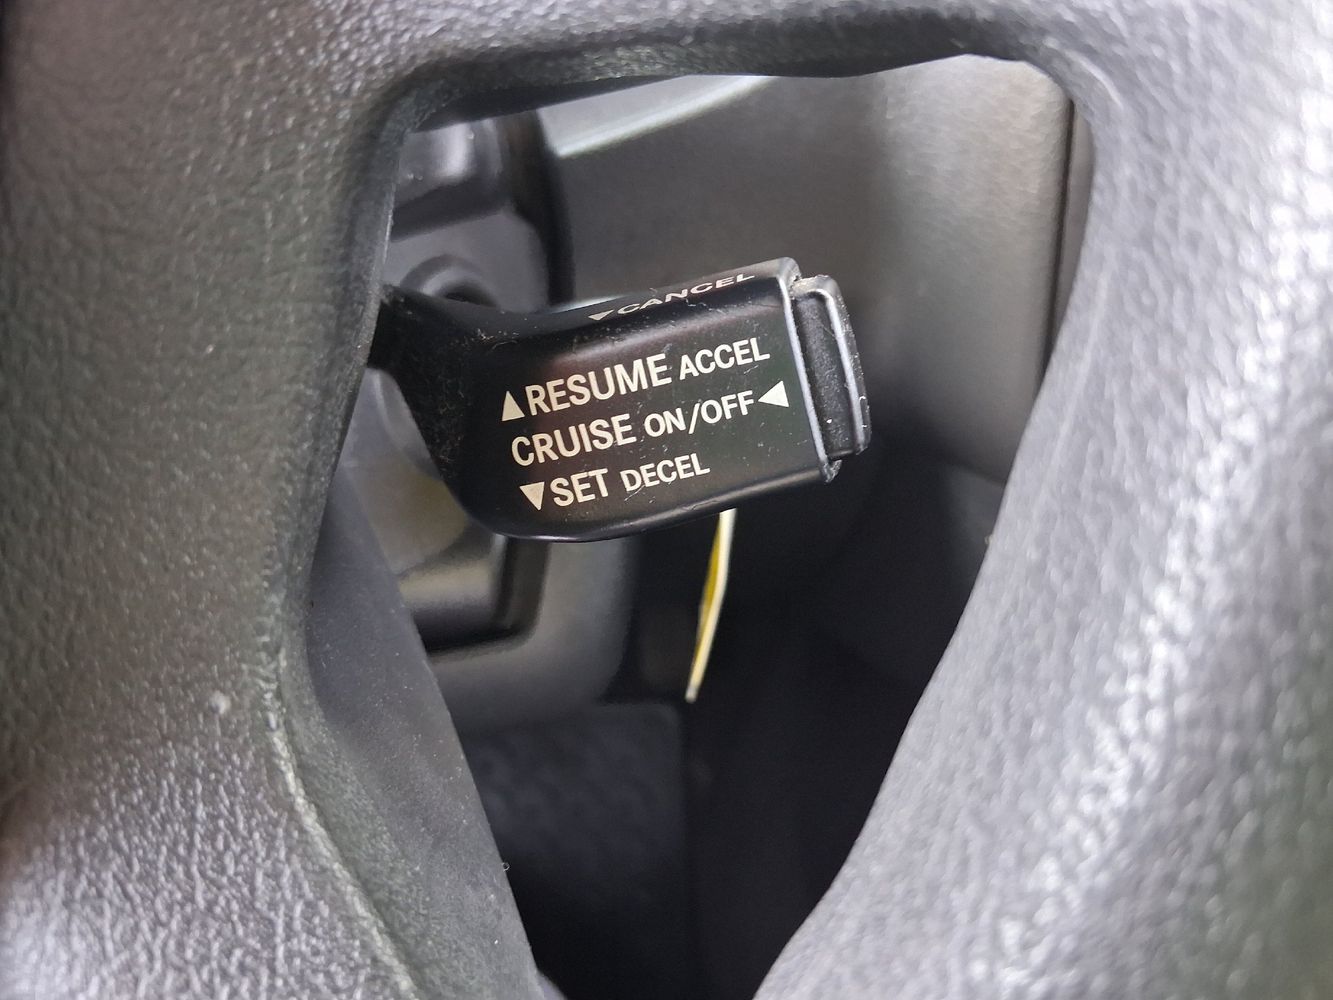 ▼CANCEL
▲RESUME ACCEL
CRUISE ON/OFF◀
▼SET DECEL